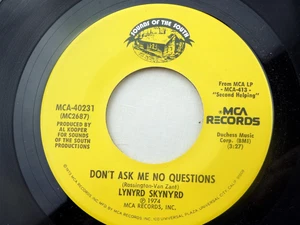 SOUNDS OF THE SOUTH
MCA-40231
(MC2687)
PRODUCED BY
AL KOOPER
FOR SOUNDS
OF THE SOUTH
PRODUCTIONS
From MCA LP
-MCA-413-
"Second Helping"
MCA RECORDS
Duchess Music
Corp. (BMI)
(3:27)
DON'T ASK ME NO QUESTIONS
(Rossington-Van Zant)
LYNYRD SKYNYRD
℗ 1974
MCA RECORDS, INC.